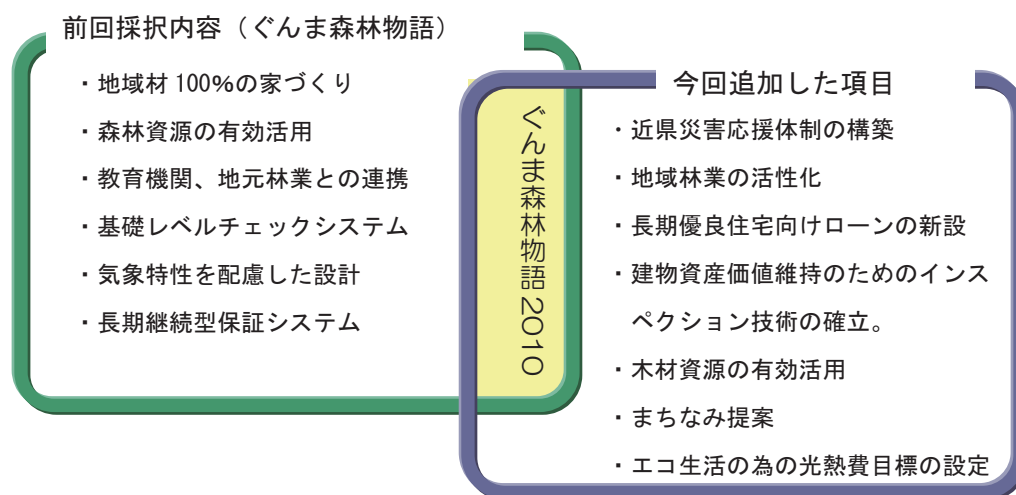 前回採択内容（ぐんま森林物語）
・地域材100%の家づくり
・森林資源の有効活用
・教育機関、地元林業との連携
・基礎レベルチェックシステム
・気象特性を配慮した設計
・長期継続型保証システム
ぐんま森林物語2010
今回追加した項目
・近県災害応援体制の構築
・地域林業の活性化
・長期優良住宅向けローンの新設
・建物資産価値維持のためのインス
ペクション技術の確立。
・木材資源の有効活用
・まちなみ提案
・エコ生活の為の光熱費目標の設定